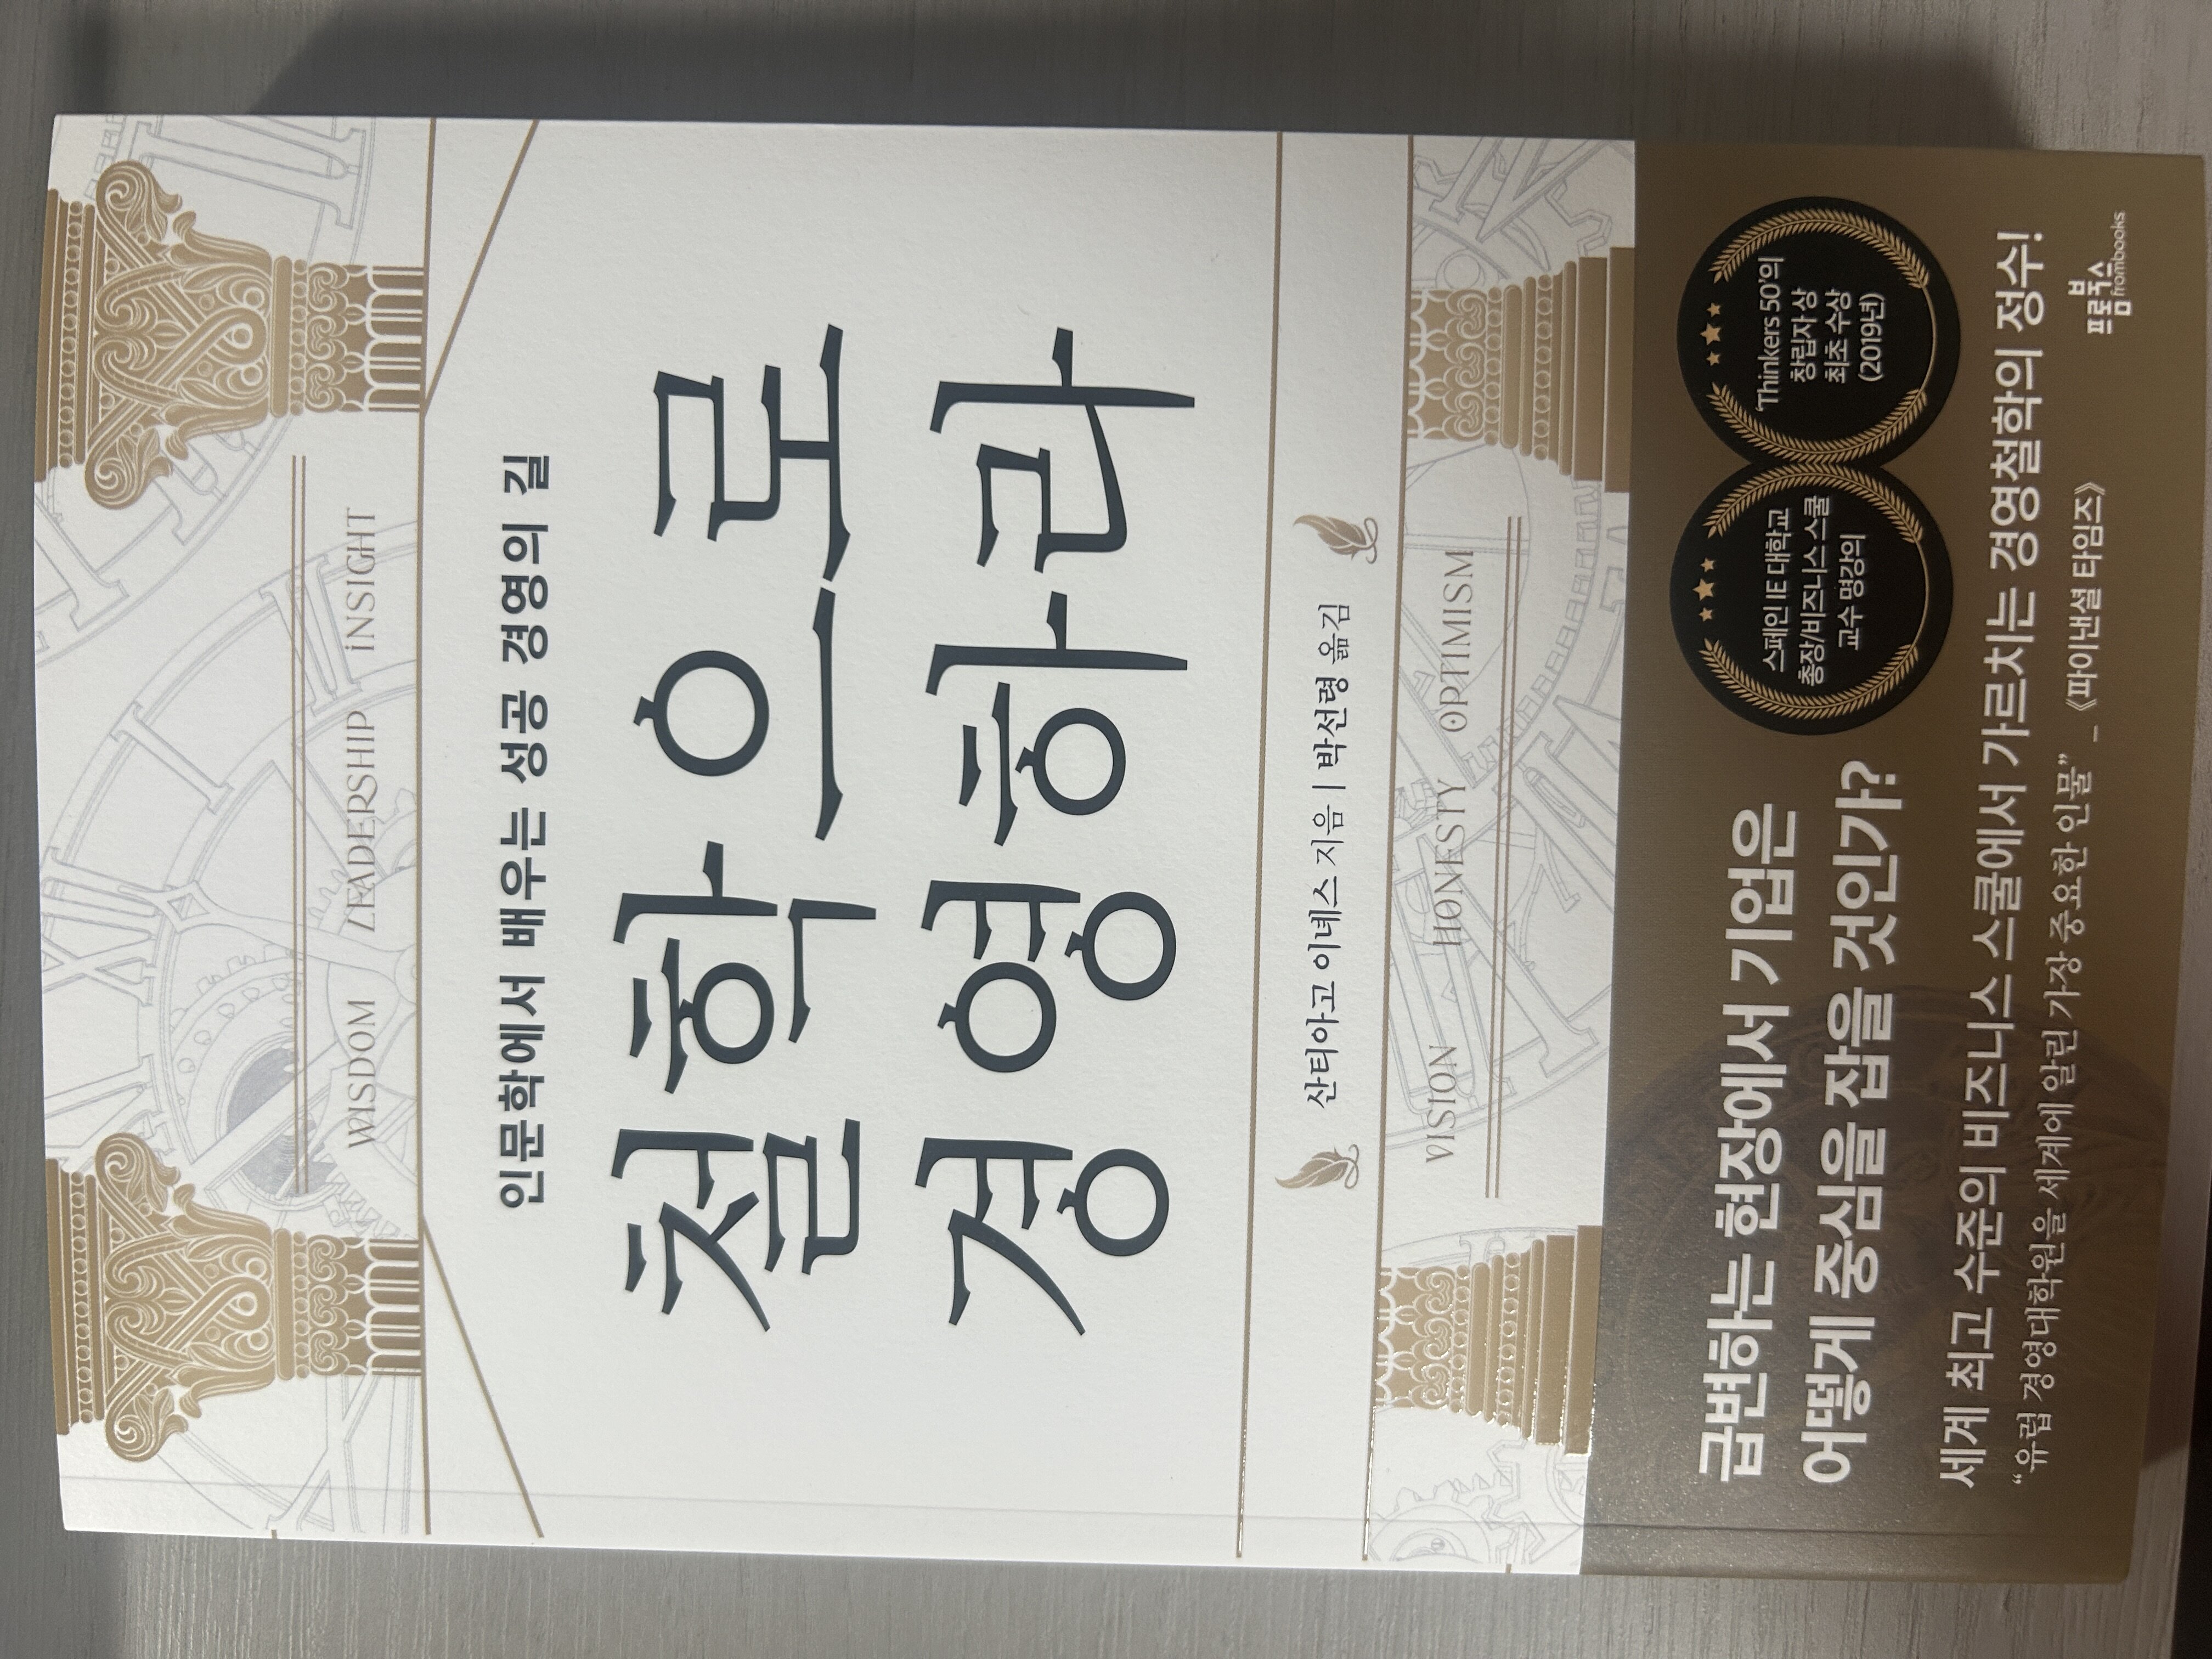 WISDOM LEADERSHIP INSIGHT
인문학에서 배우는 성공 경영의 길
철학으로
경영하라
산티아고 이녜스 지음 | 박선령 옮김
VISION HONESTY OPTIMISM
급변하는 현장에서 기업은
어떻게 중심을 잡을 것인가?
스페인 IE 대학교
총장/비즈니스 스쿨
교수 명강의
'Thinkers 50'의
창립자 상
최초 수상
(2019년)
세계 최고 수준의 비즈니스 스쿨에서 가르치는 경영철학의 정수!
“유럽 경영대학원을 세계에 알린 가장 중요한 인물” _《파이낸셜 타임즈》
프롬북스
frombooks